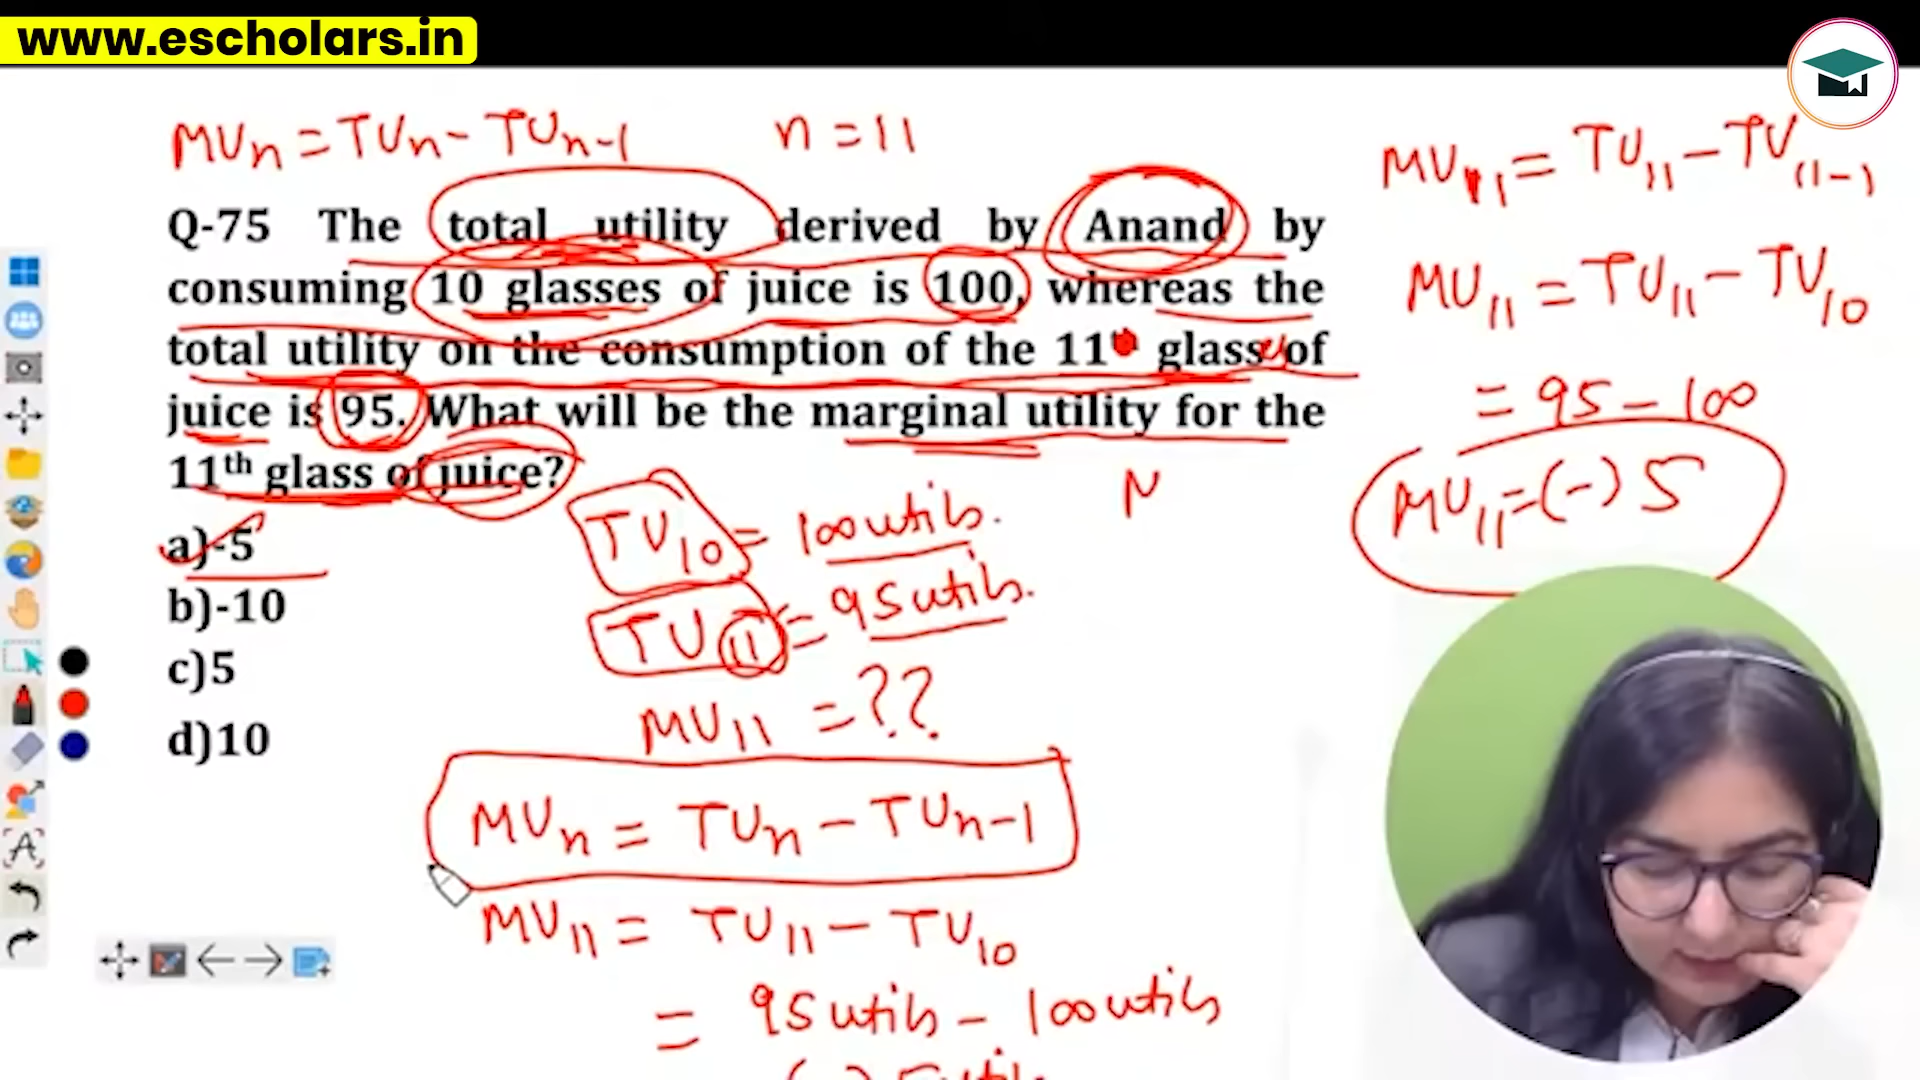 www.escholars.in
MUn = TUn - TUn-1 n = 11
Q-75 The total utility derived by Anand by
consuming 10 glasses of juice is 100, whereas the
total utility on the consumption of the 11th glass of
juice is 95. What will be the marginal utility for the
11th glass of juice?
a)-5
b)-10
c)5
d)10
MU11 = TU11 - TU11-1
MU11 = TU11 - TU10
= 95 - 100
MU11 = (-) 5
N
TU10 = 100 utils.
TU11 = 95 utils.
MU11 = ??
MUn = TUn - TUn-1
MU11 = TU11 - TU10
= 95 utils - 100 utils